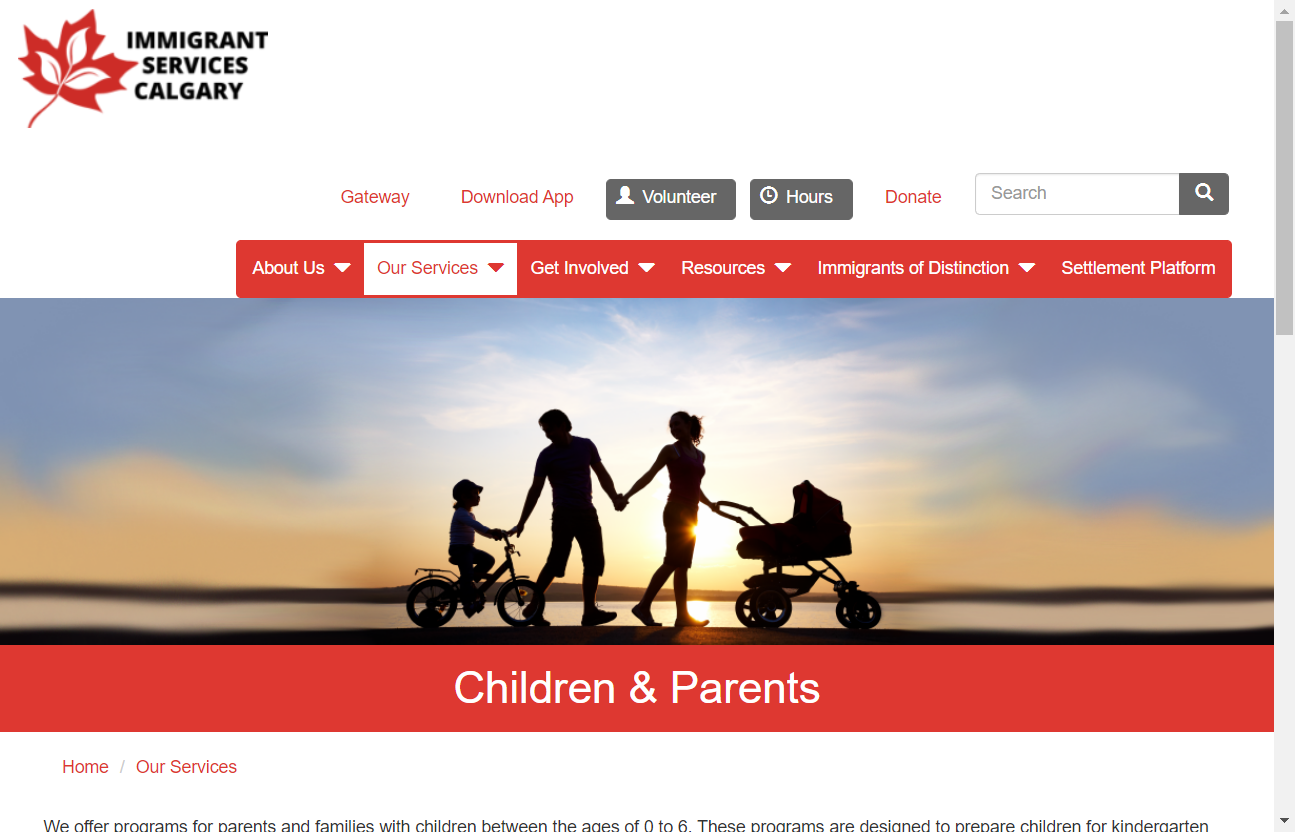 IMMIGRANT
SERVICES
CALGARY
Gateway Download App Volunteer Hours Donate Search
About Us Our Services Get Involved Resources Immigrants of Distinction Settlement Platform
Children & Parents
Home / Our Services
We offer programs for parents and families with children between the ages of 0 to 6. These programs are designed to prepare children for kindergarten